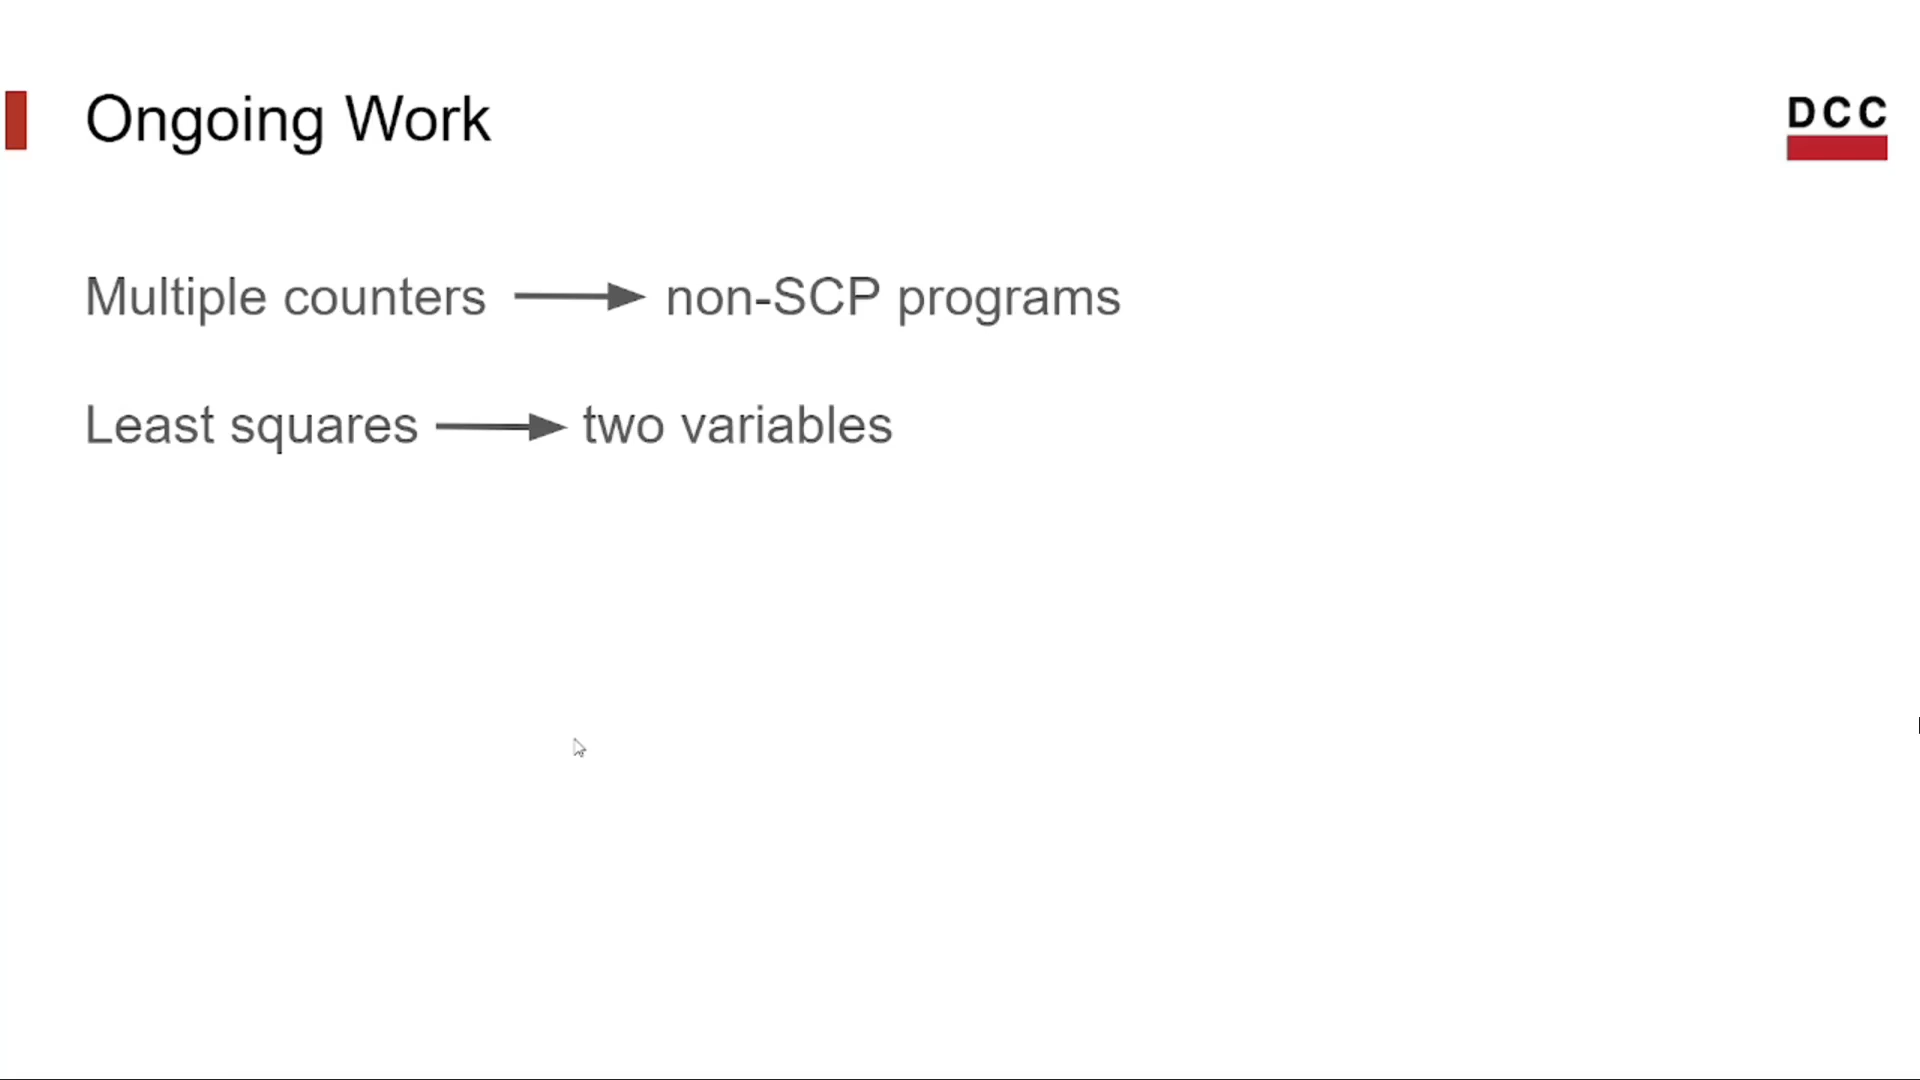 Ongoing Work
DCC
Multiple counters → non-SCP programs
Least squares → two variables